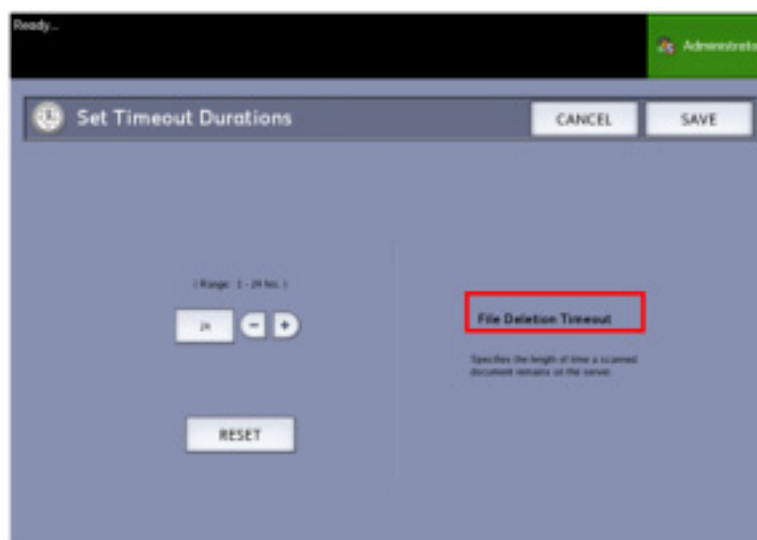 Ready...
Administrato
Set Timeout Durations
CANCEL
SAVE
( Range: 1 - 24 hrs. )
24
-
+
File Deletion Timeout
Specifies the length of time a scanned
document remains on the server.
RESET